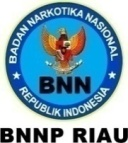 BADAN NARKOTIKA NASIONAL
BNN
REPUBLIK INDONESIA
BNNP RIAU